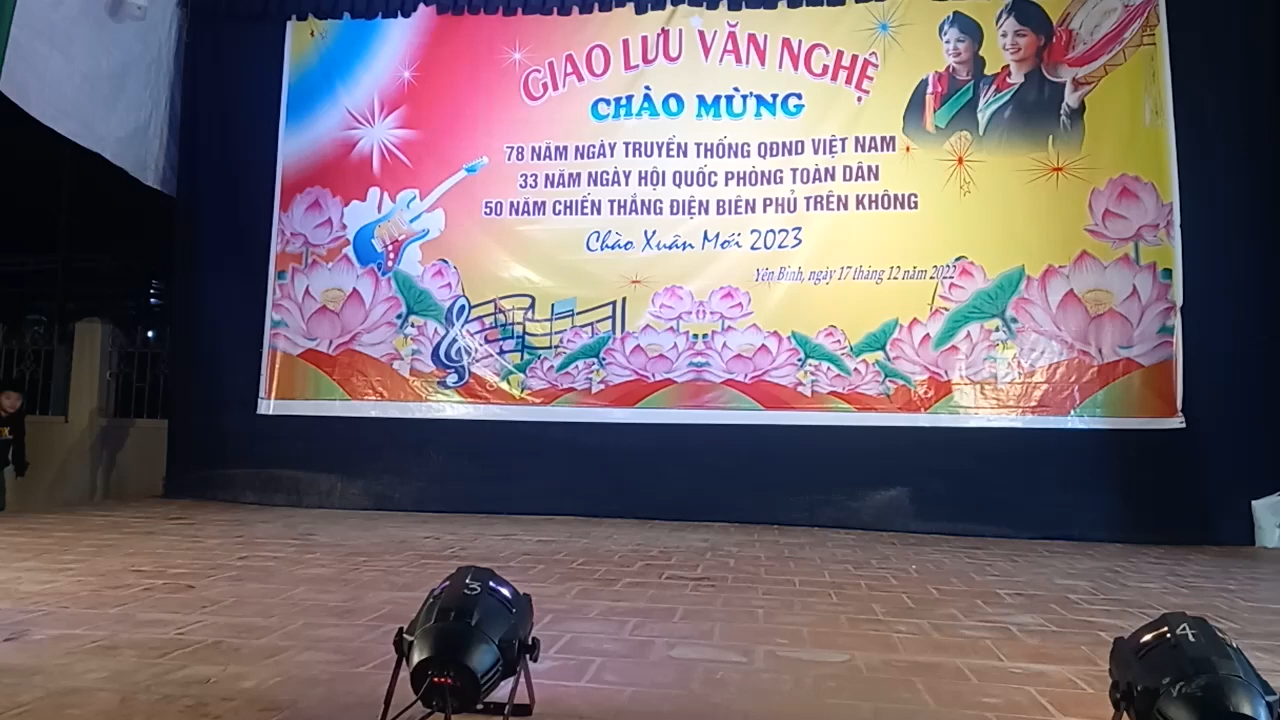 GIAO LƯU VĂN NGHỆ
CHÀO MỪNG
78 NĂM NGÀY TRUYỀN THỐNG QĐND VIỆT NAM
33 NĂM NGÀY HỘI QUỐC PHÒNG TOÀN DÂN
50 NĂM CHIẾN THẮNG ĐIỆN BIÊN PHỦ TRÊN KHÔNG
Chào Xuân Mới 2023
Yên Bình, ngày 17 tháng 12 năm 2022
3
4